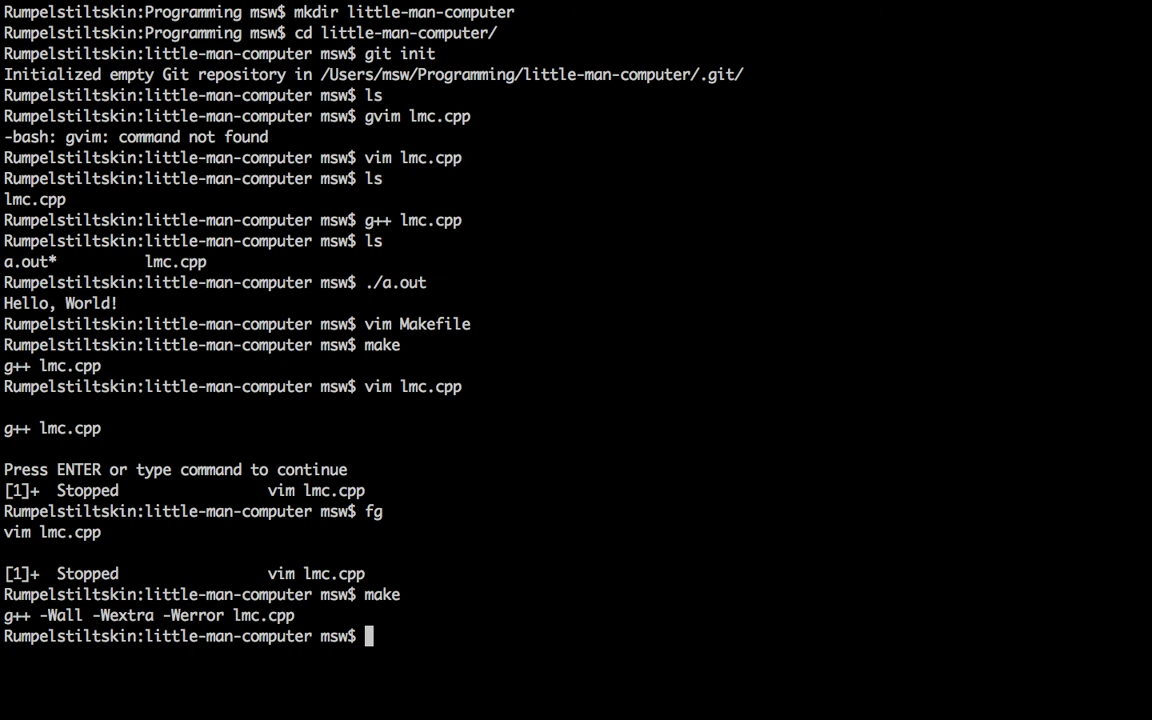 Rumpelstiltskin:Programming msw$ mkdir little-man-computer
Rumpelstiltskin:Programming msw$ cd little-man-computer/
Rumpelstiltskin:little-man-computer msw$ git init
Initialized empty Git repository in /Users/msw/Programming/little-man-computer/.git/
Rumpelstiltskin:little-man-computer msw$ ls
Rumpelstiltskin:little-man-computer msw$ gvim lmc.cpp
-bash: gvim: command not found
Rumpelstiltskin:little-man-computer msw$ vim lmc.cpp
Rumpelstiltskin:little-man-computer msw$ ls
lmc.cpp
Rumpelstiltskin:little-man-computer msw$ g++ lmc.cpp
Rumpelstiltskin:little-man-computer msw$ ls
a.out*          lmc.cpp
Rumpelstiltskin:little-man-computer msw$ ./a.out
Hello, World!
Rumpelstiltskin:little-man-computer msw$ vim Makefile
Rumpelstiltskin:little-man-computer msw$ make
g++ lmc.cpp
Rumpelstiltskin:little-man-computer msw$ vim lmc.cpp
g++ lmc.cpp
Press ENTER or type command to continue
[1]+  Stopped                 vim lmc.cpp
Rumpelstiltskin:little-man-computer msw$ fg
vim lmc.cpp
[1]+  Stopped                 vim lmc.cpp
Rumpelstiltskin:little-man-computer msw$ make
g++ -Wall -Wextra -Werror lmc.cpp
Rumpelstiltskin:little-man-computer msw$